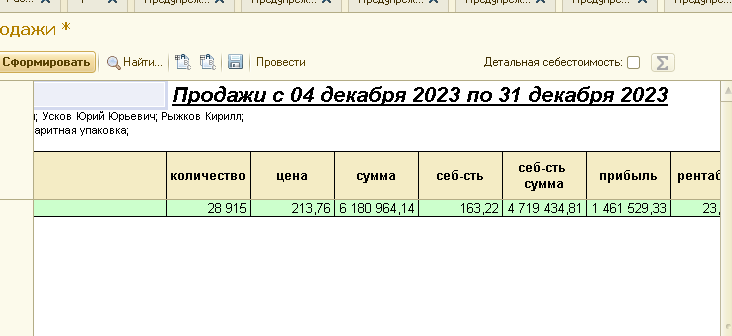 Предупреж...
Предупреж...
Предупреж...
Предупреж...
Предупреж...
одажи *
Сформировать Найти... Провести Детальная себестоимость: Σ
Продажи с 04 декабря 2023 по 31 декабря 2023
; Усков Юрий Юрьевич; Рыжков Кирилл;
аритная упаковка;
количество цена сумма себ-сть себ-сть сумма прибыль рентаб
28 915 213,76 6 180 964,14 163,22 4 719 434,81 1 461 529,33 23,